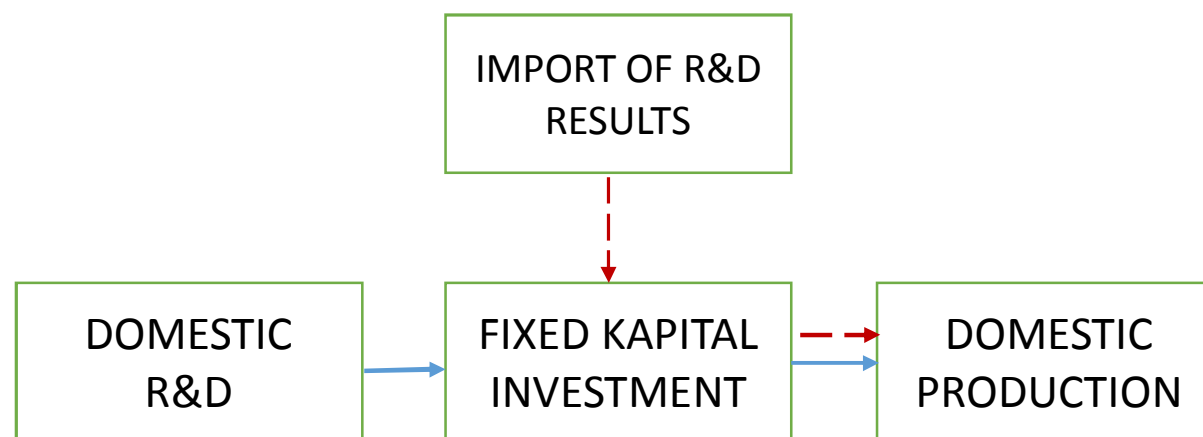 IMPORT OF R&D
RESULTS
DOMESTIC
R&D
FIXED KAPITAL
INVESTMENT
DOMESTIC
PRODUCTION